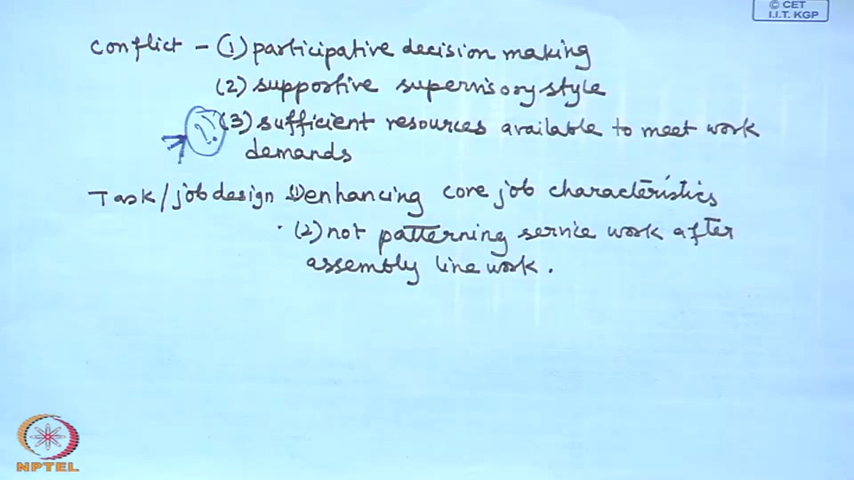 © CET
I.I.T. KGP
conflict - (1) participative decision making
(2) supportive supervisory style
(3) sufficient resources available to meet work
demands
Task/job design (1) enhancing core job characteristics
(2) not patterning service work after
assembly line work.
NPTEL